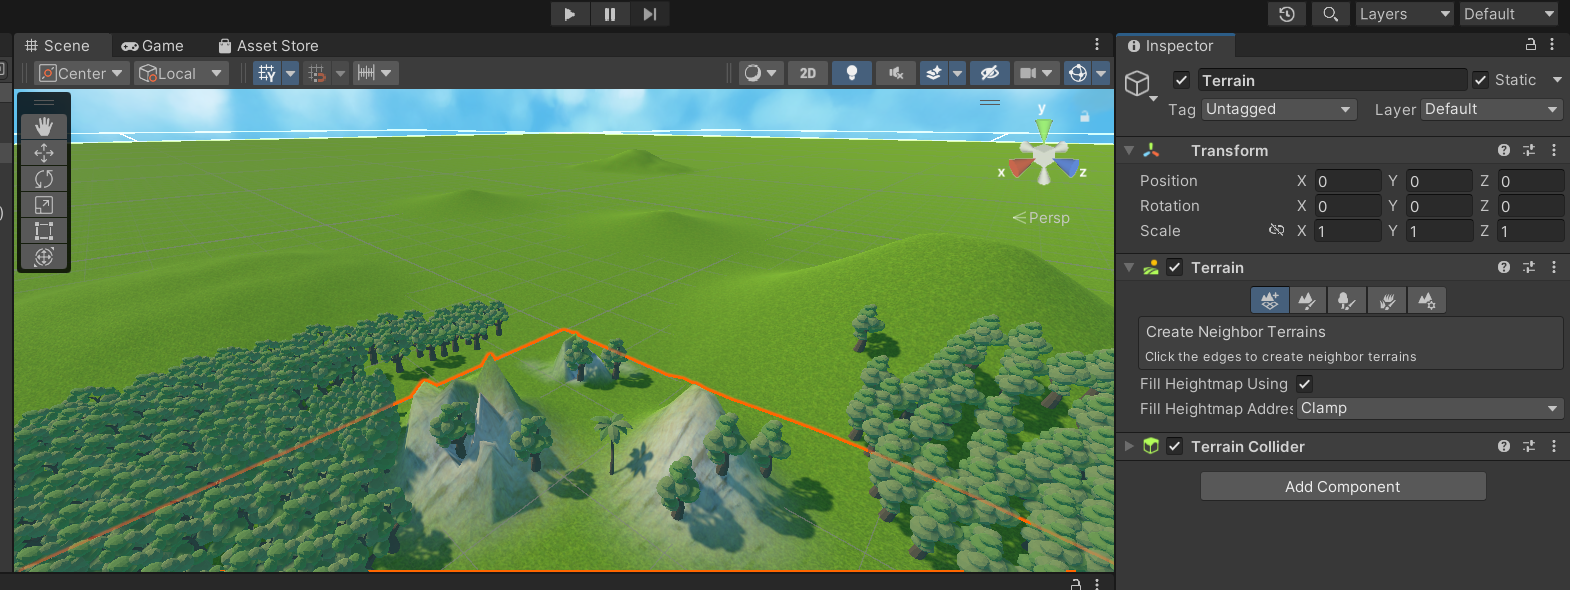 Layers
Default
Scene
Game
Asset Store
Center
Local
2D
y
x
z
Persp
Inspector
Terrain
Static
Tag
Untagged
Layer
Default
Transform
Position X 0 Y 0 Z 0
Rotation X 0 Y 0 Z 0
Scale X 1 Y 1 Z 1
Terrain
Create Neighbor Terrains
Click the edges to create neighbor terrains
Fill Heightmap Using
Fill Heightmap Addres
Clamp
Terrain Collider
Add Component